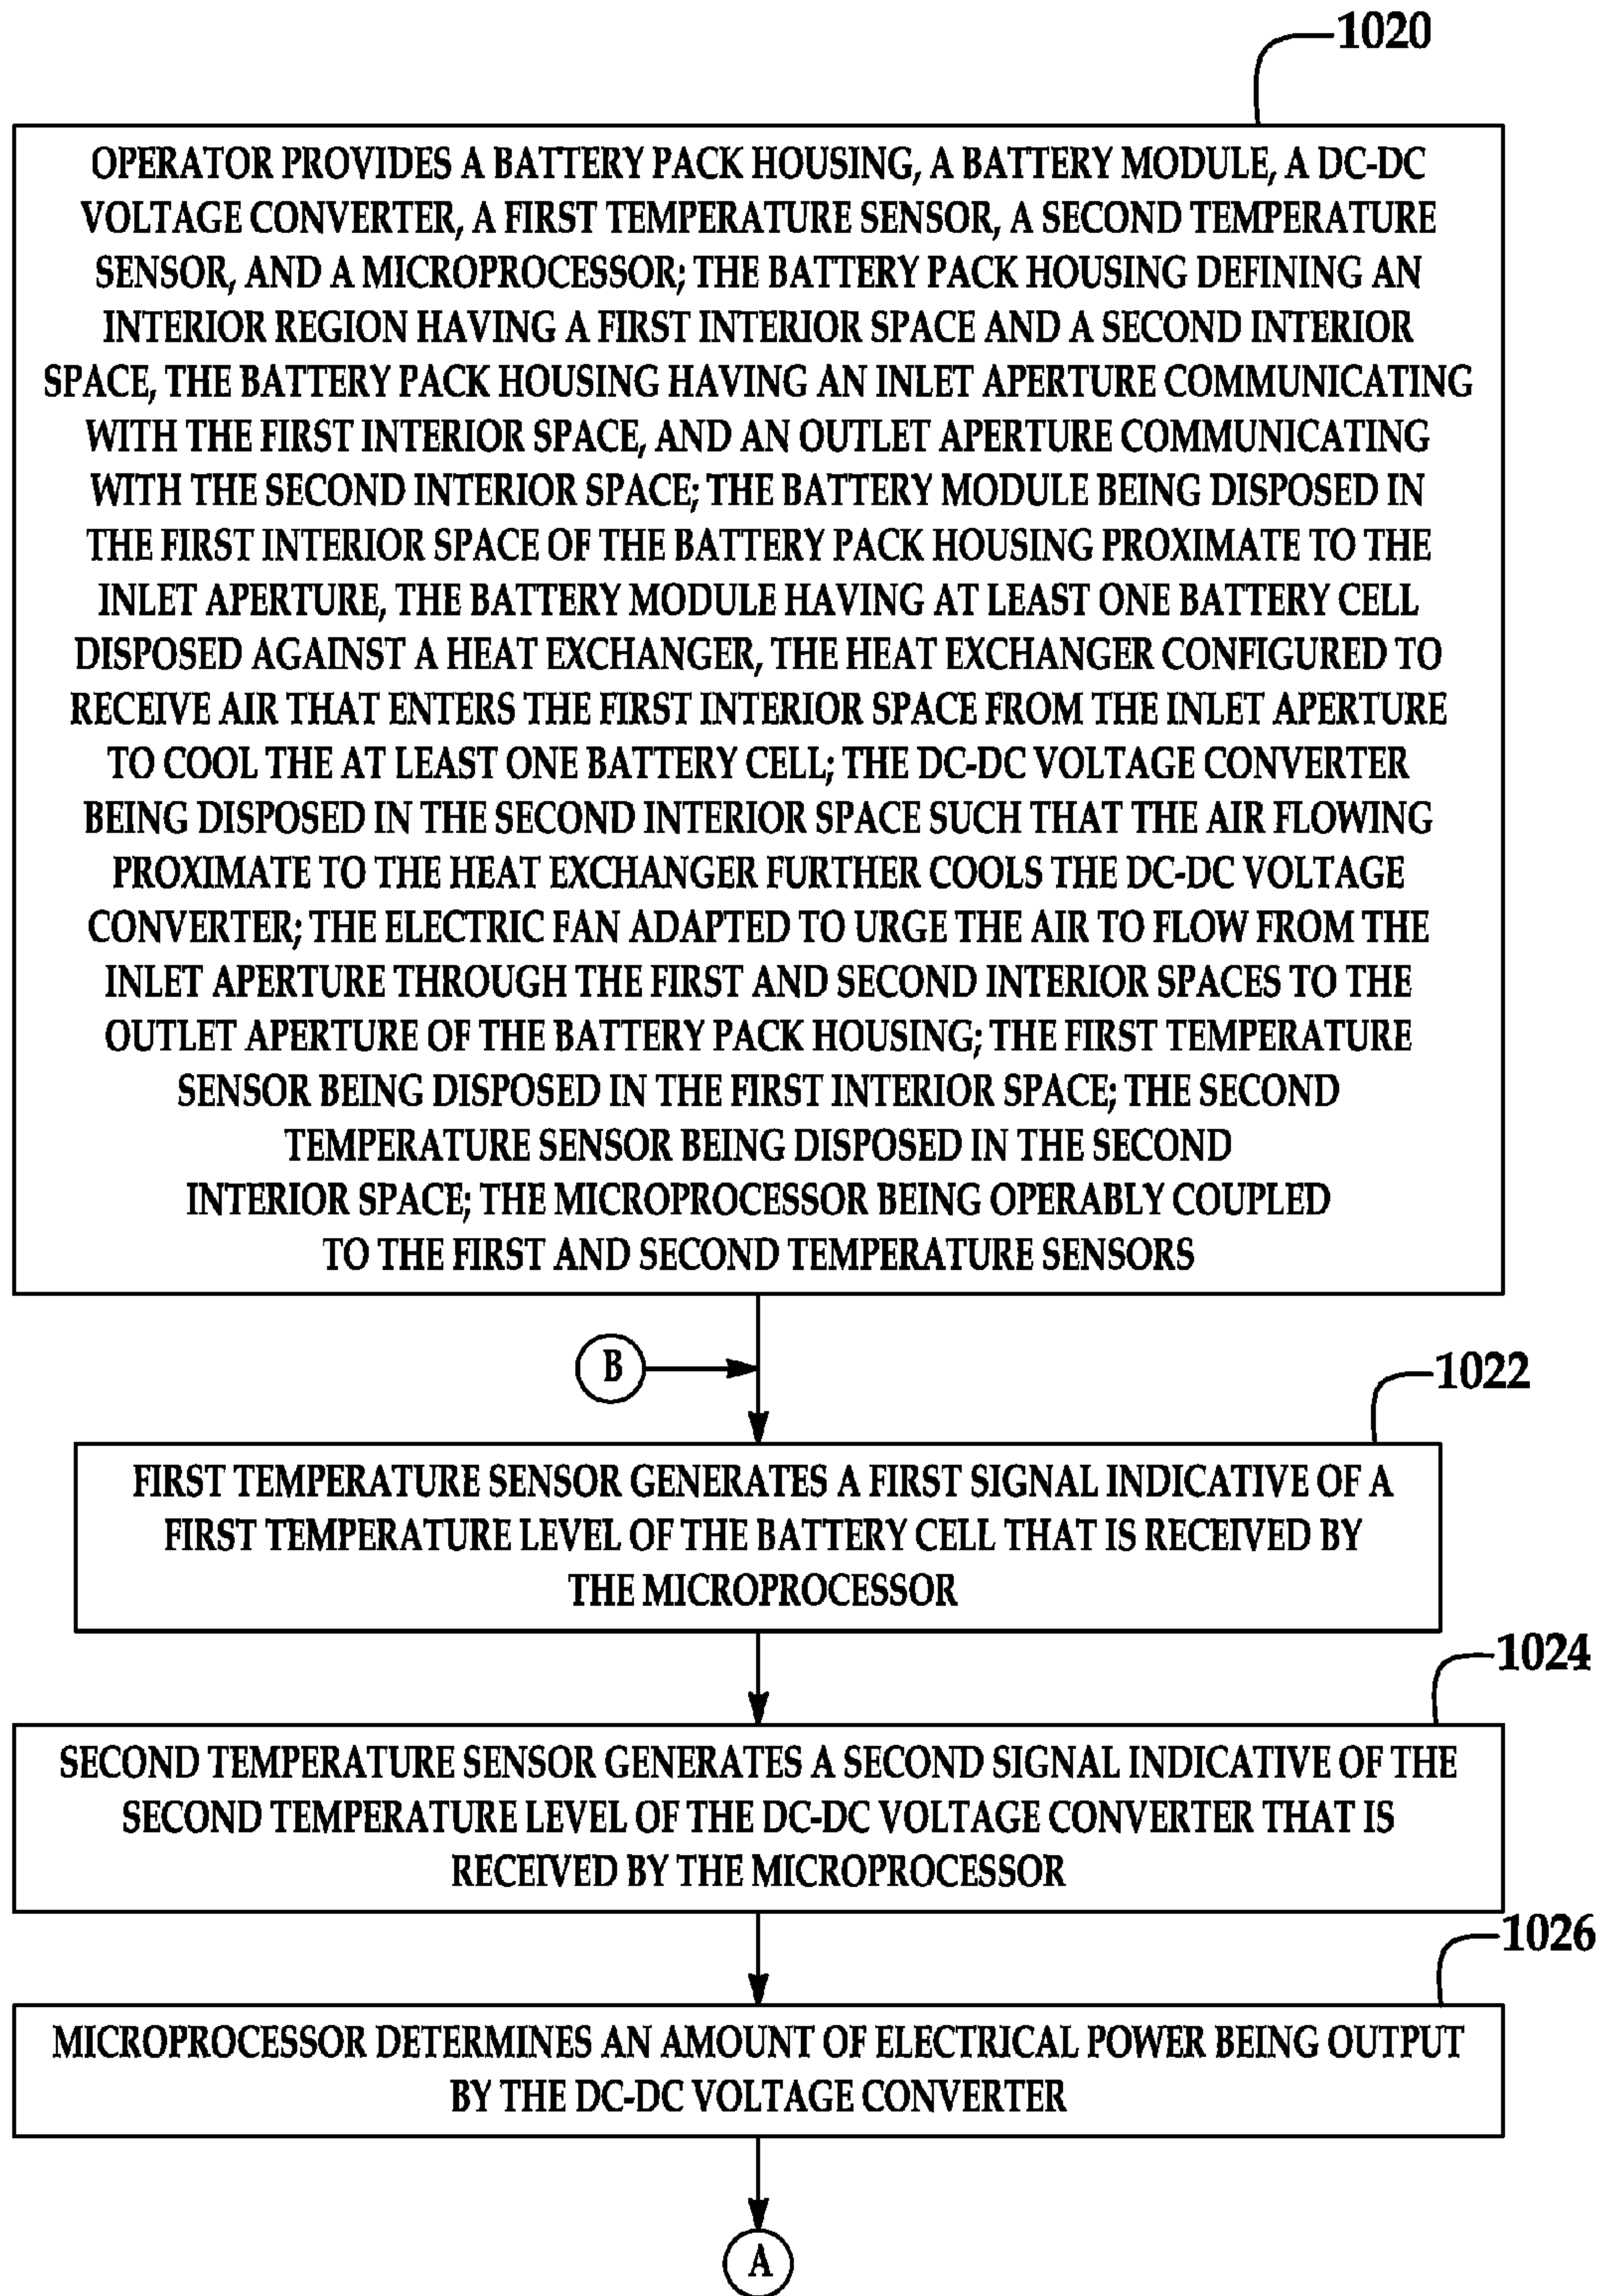 1020
OPERATOR PROVIDES A BATTERY PACK HOUSING, A BATTERY MODULE, A DC-DC
VOLTAGE CONVERTER, A FIRST TEMPERATURE SENSOR, A SECOND TEMPERATURE
SENSOR, AND A MICROPROCESSOR; THE BATTERY PACK HOUSING DEFINING AN
INTERIOR REGION HAVING A FIRST INTERIOR SPACE AND A SECOND INTERIOR
SPACE, THE BATTERY PACK HOUSING HAVING AN INLET APERTURE COMMUNICATING
WITH THE FIRST INTERIOR SPACE, AND AN OUTLET APERTURE COMMUNICATING
WITH THE SECOND INTERIOR SPACE; THE BATTERY MODULE BEING DISPOSED IN
THE FIRST INTERIOR SPACE OF THE BATTERY PACK HOUSING PROXIMATE TO THE
INLET APERTURE, THE BATTERY MODULE HAVING AT LEAST ONE BATTERY CELL
DISPOSED AGAINST A HEAT EXCHANGER, THE HEAT EXCHANGER CONFIGURED TO
RECEIVE AIR THAT ENTERS THE FIRST INTERIOR SPACE FROM THE INLET APERTURE
TO COOL THE AT LEAST ONE BATTERY CELL; THE DC-DC VOLTAGE CONVERTER
BEING DISPOSED IN THE SECOND INTERIOR SPACE SUCH THAT THE AIR FLOWING
PROXIMATE TO THE HEAT EXCHANGER FURTHER COOLS THE DC-DC VOLTAGE
CONVERTER; THE ELECTRIC FAN ADAPTED TO URGE THE AIR TO FLOW FROM THE
INLET APERTURE THROUGH THE FIRST AND SECOND INTERIOR SPACES TO THE
OUTLET APERTURE OF THE BATTERY PACK HOUSING; THE FIRST TEMPERATURE
SENSOR BEING DISPOSED IN THE FIRST INTERIOR SPACE; THE SECOND
TEMPERATURE SENSOR BEING DISPOSED IN THE SECOND
INTERIOR SPACE; THE MICROPROCESSOR BEING OPERABLY COUPLED
TO THE FIRST AND SECOND TEMPERATURE SENSORS
B
1022
FIRST TEMPERATURE SENSOR GENERATES A FIRST SIGNAL INDICATIVE OF A
FIRST TEMPERATURE LEVEL OF THE BATTERY CELL THAT IS RECEIVED BY
THE MICROPROCESSOR
1024
SECOND TEMPERATURE SENSOR GENERATES A SECOND SIGNAL INDICATIVE OF THE
SECOND TEMPERATURE LEVEL OF THE DC-DC VOLTAGE CONVERTER THAT IS
RECEIVED BY THE MICROPROCESSOR
1026
MICROPROCESSOR DETERMINES AN AMOUNT OF ELECTRICAL POWER BEING OUTPUT
BY THE DC-DC VOLTAGE CONVERTER
A